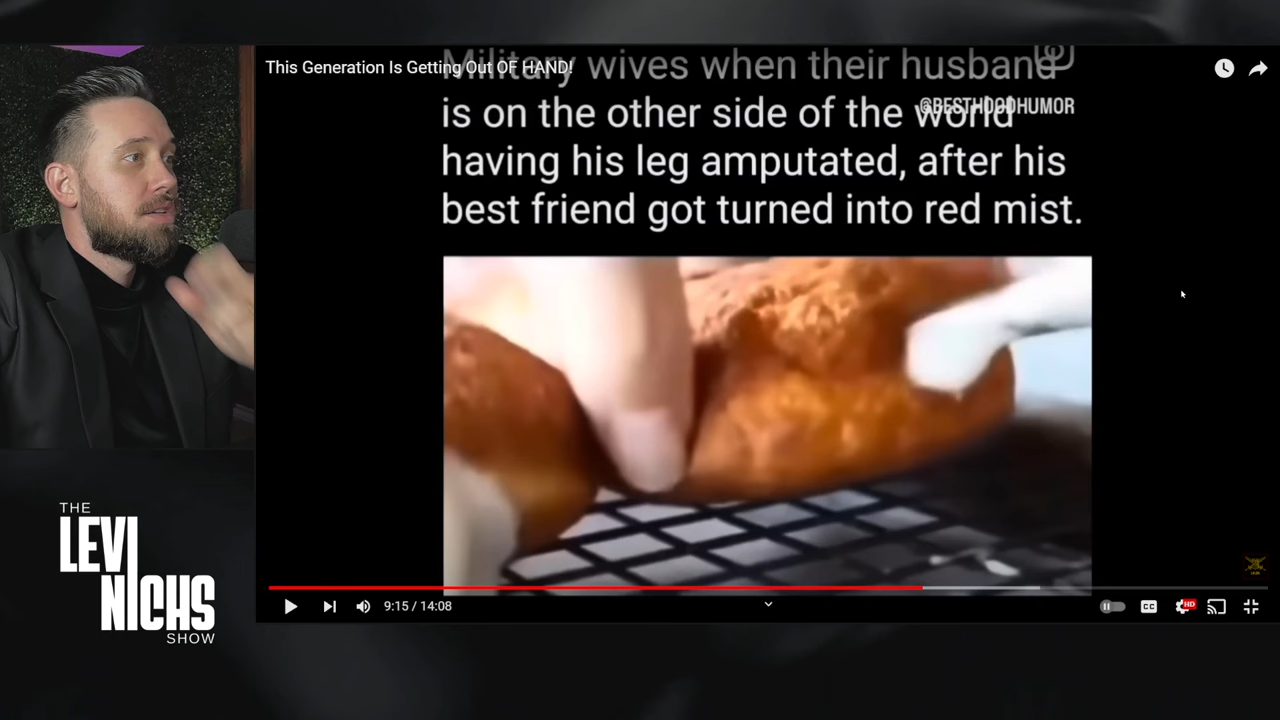 This Generation Is Getting Out OF HAND!
Military wives when their husband
is on the other side of the world
@BESTHOODHUMOR
having his leg amputated, after his
best friend got turned into red mist.
THE
LEVI
NICHS
SHOW
9:15 / 14:08
CC
HD